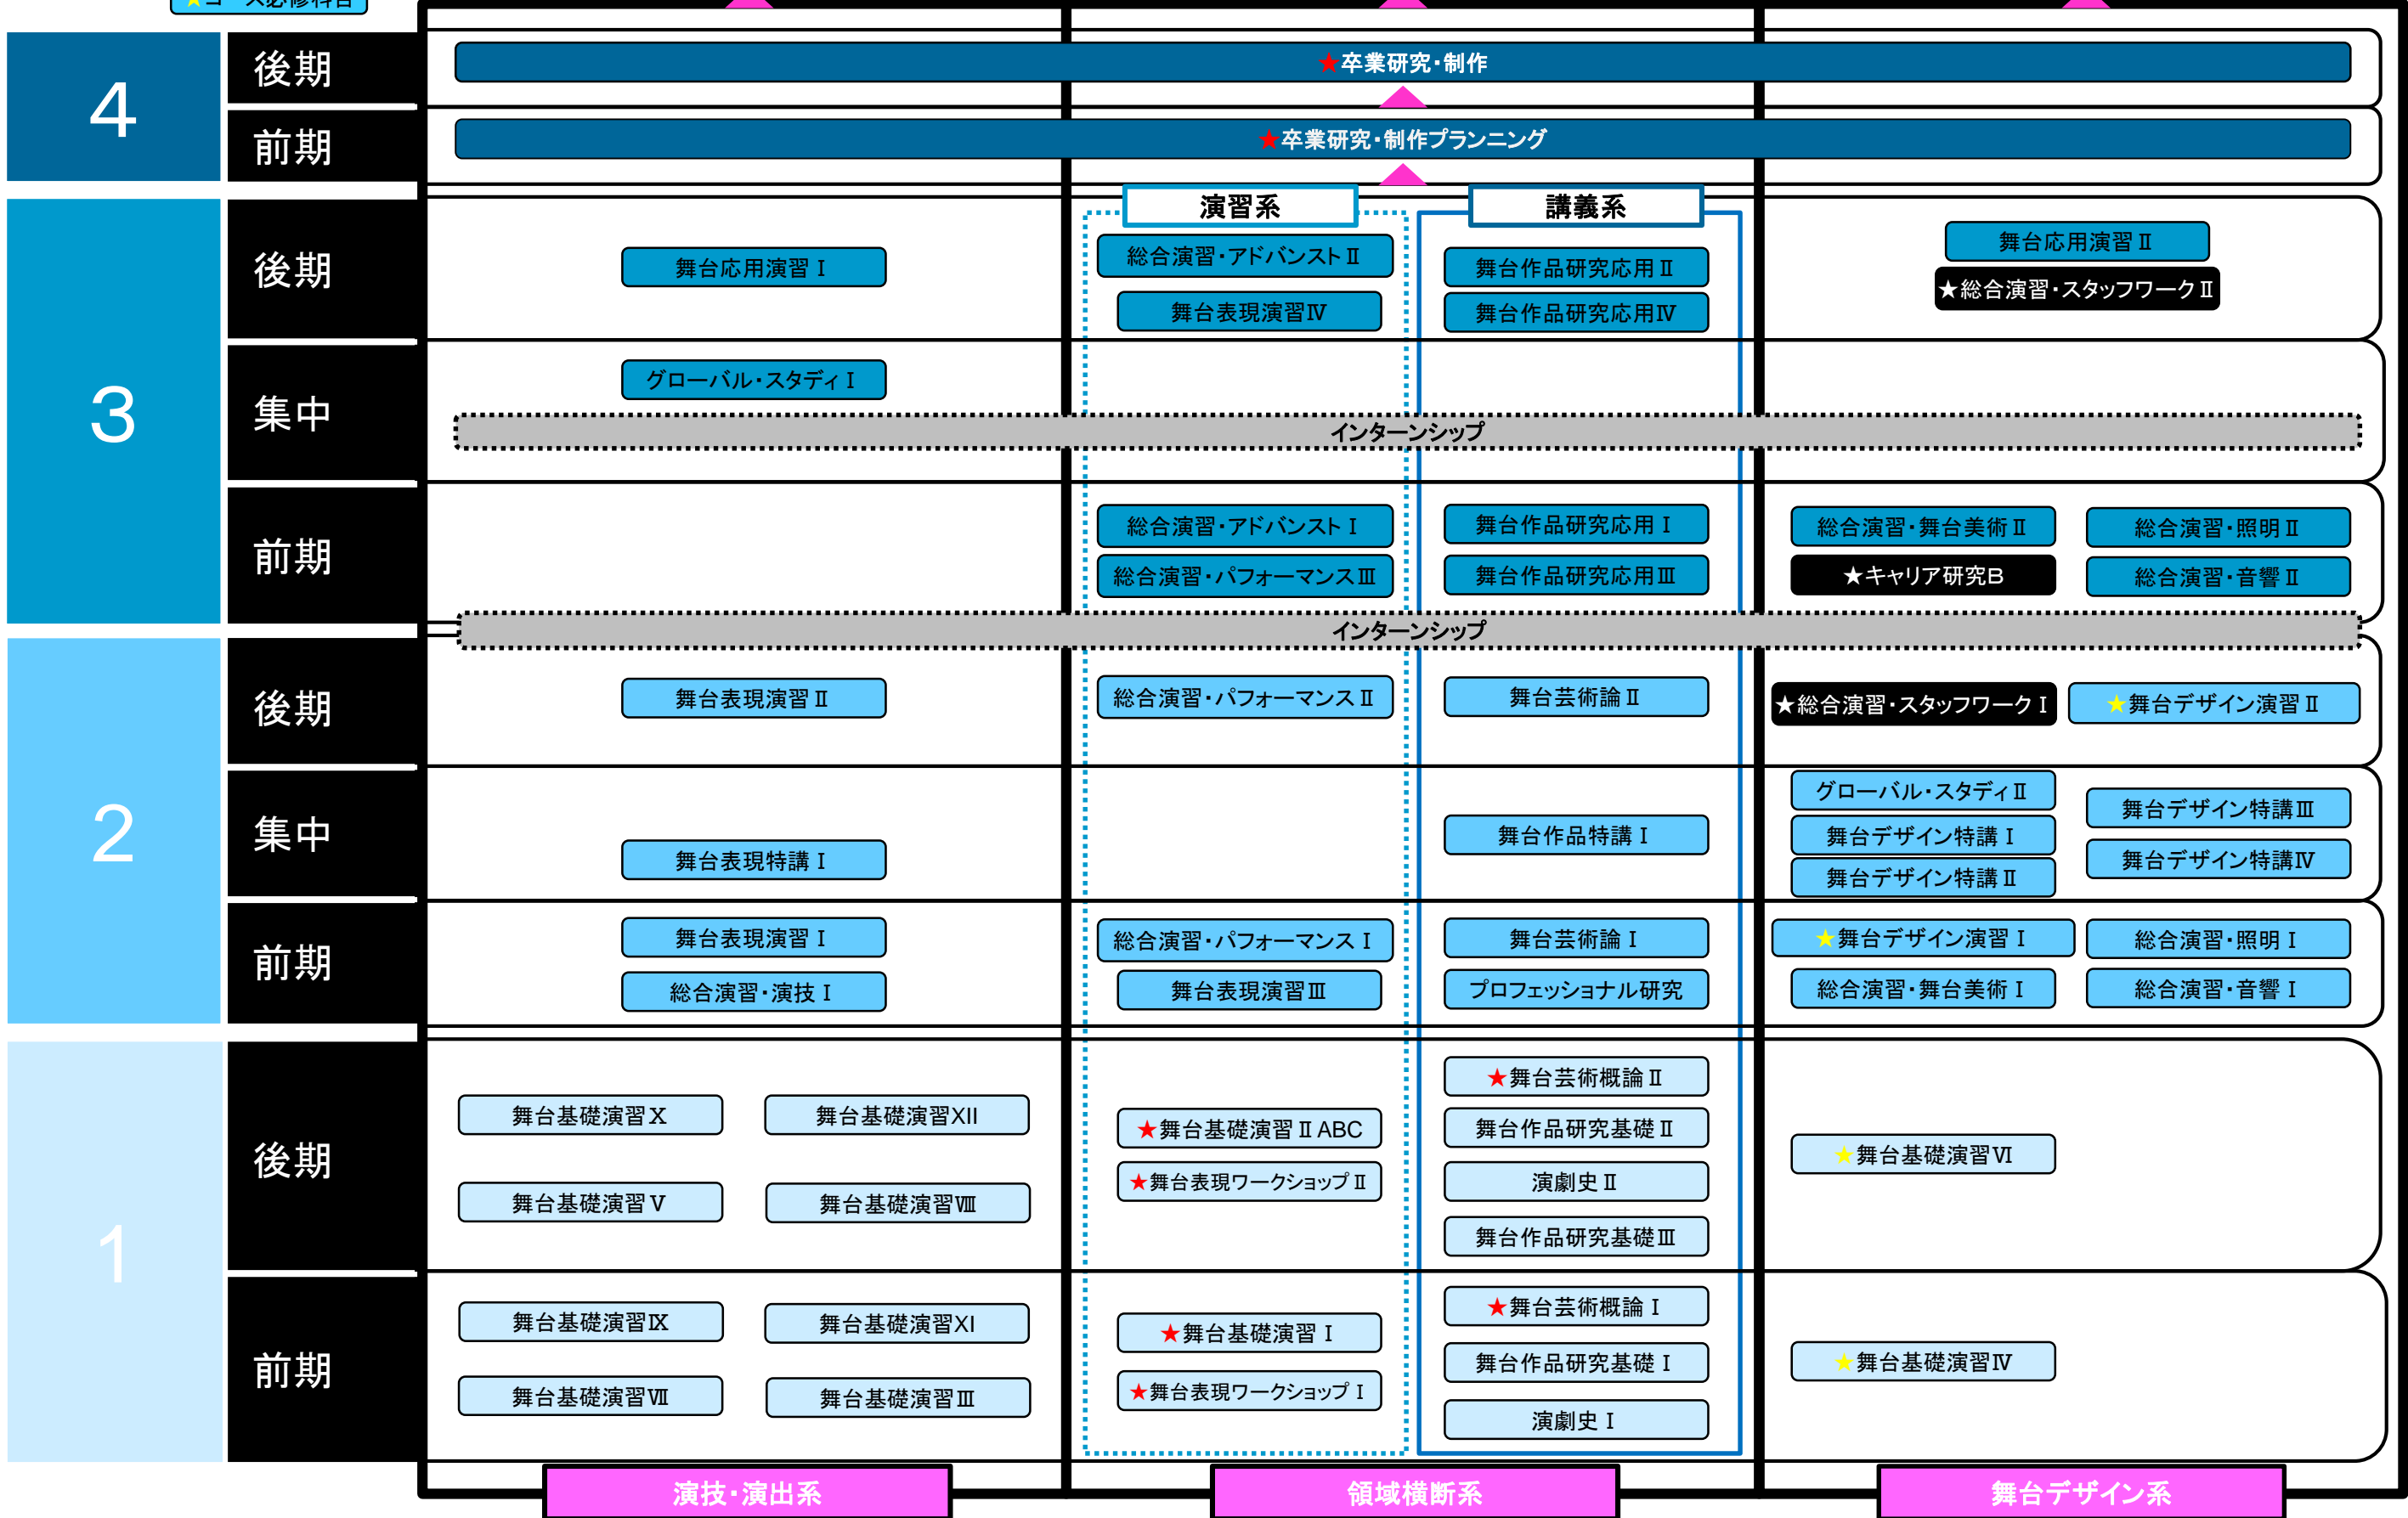 ★コース必修科目
4
後期
★卒業研究・制作
前期
★卒業研究・制作プランニング
演習系
講義系
3
後期
舞台応用演習Ⅰ
総合演習・アドバンストⅡ
舞台表現演習Ⅳ
舞台作品研究応用Ⅱ
舞台作品研究応用Ⅳ
舞台応用演習Ⅱ
★総合演習・スタッフワークⅡ
集中
グローバル・スタディⅠ
インターンシップ
前期
総合演習・アドバンストⅠ
総合演習・パフォーマンスⅢ
舞台作品研究応用Ⅰ
舞台作品研究応用Ⅲ
総合演習・舞台美術Ⅱ
総合演習・照明Ⅱ
★キャリア研究B
総合演習・音響Ⅱ
インターンシップ
2
後期
舞台表現演習Ⅱ
総合演習・パフォーマンスⅡ
舞台芸術論Ⅱ
★総合演習・スタッフワークⅠ
★舞台デザイン演習Ⅱ
集中
舞台表現特講Ⅰ
舞台作品特講Ⅰ
グローバル・スタディⅡ
舞台デザイン特講Ⅰ
舞台デザイン特講Ⅱ
舞台デザイン特講Ⅲ
舞台デザイン特講Ⅳ
前期
舞台表現演習Ⅰ
総合演習・演技Ⅰ
総合演習・パフォーマンスⅠ
舞台表現演習Ⅲ
舞台芸術論Ⅰ
プロフェッショナル研究
★舞台デザイン演習Ⅰ
総合演習・照明Ⅰ
総合演習・舞台美術Ⅰ
総合演習・音響Ⅰ
1
後期
舞台基礎演習Ⅹ
舞台基礎演習XII
舞台基礎演習Ⅴ
舞台基礎演習Ⅷ
★舞台基礎演習ⅡABC
★舞台表現ワークショップⅡ
★舞台芸術概論Ⅱ
舞台作品研究基礎Ⅱ
演劇史Ⅱ
舞台作品研究基礎Ⅲ
★舞台基礎演習Ⅵ
前期
舞台基礎演習Ⅸ
舞台基礎演習XI
舞台基礎演習Ⅶ
舞台基礎演習Ⅲ
★舞台基礎演習Ⅰ
★舞台表現ワークショップⅠ
★舞台芸術概論Ⅰ
舞台作品研究基礎Ⅰ
演劇史Ⅰ
★舞台基礎演習Ⅳ
演技・演出系
領域横断系
舞台デザイン系